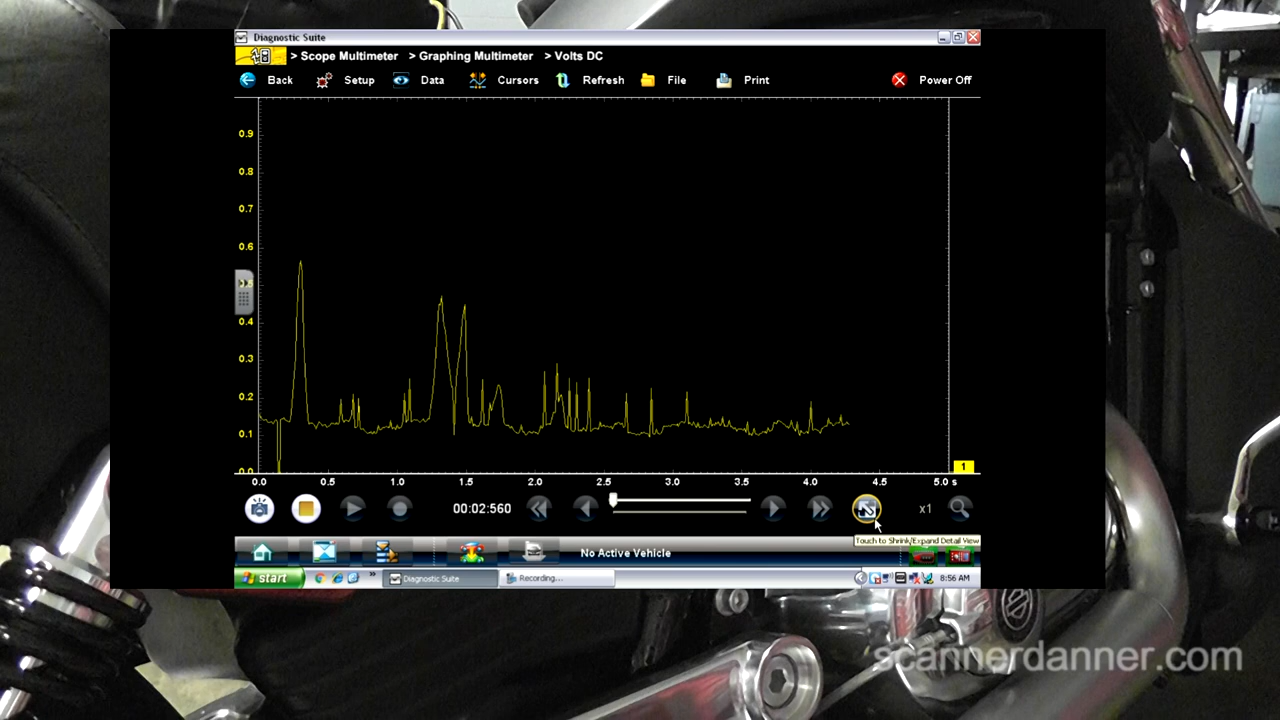 Diagnostic Suite
> Scope Multimeter > Graphing Multimeter > Volts DC
Back Setup Data Cursors Refresh File Print Power Off
0.9
0.8
0.7
0.6
0.4
0.3
0.2
0.1
0.0
1
0.0 0.5 1.0 1.5 2.0 2.5 3.0 3.5 4.0 4.5 5.0 s
00:02:560 x1
Touch to Shrink/Expand Detail View
No Active Vehicle
start Diagnostic Suite Recording... 8:56 AM
scannerdanner.com